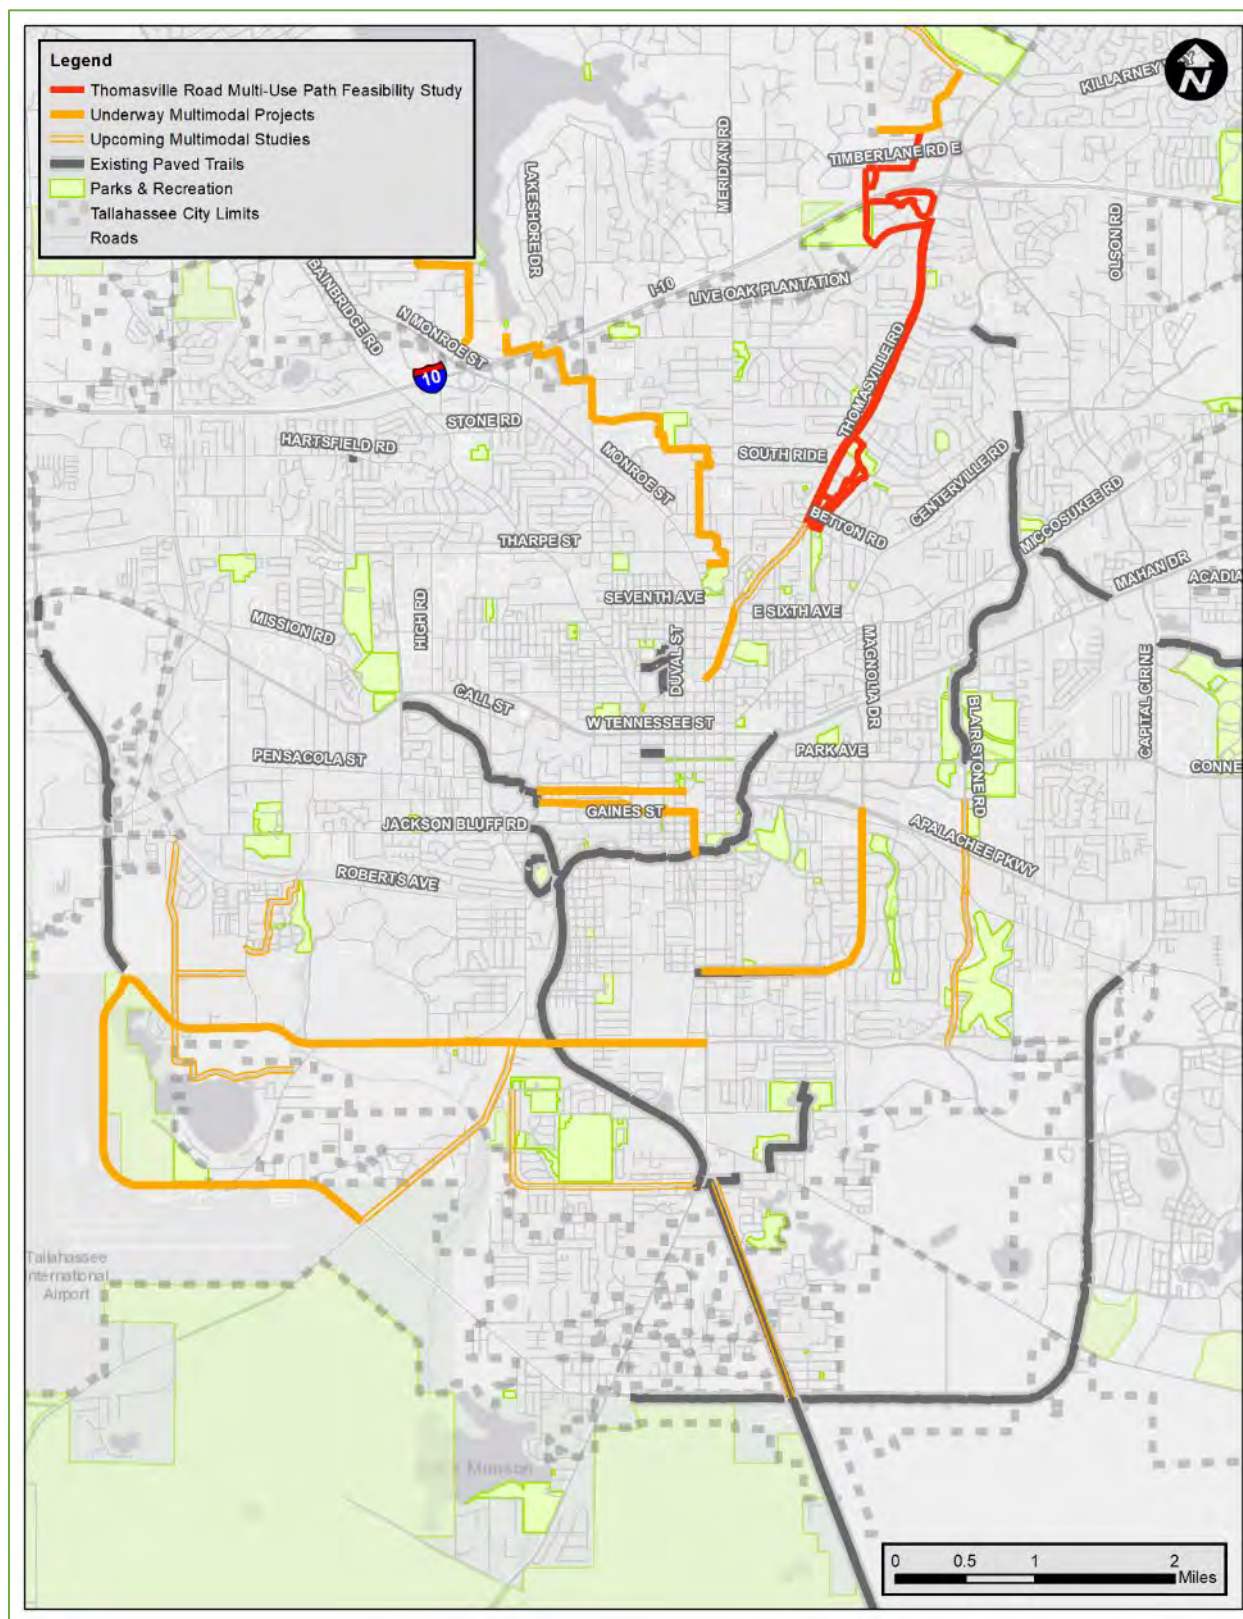 Legend
Thomasville Road Multi-Use Path Feasibility Study
Underway Multimodal Projects
Upcoming Multimodal Studies
Existing Paved Trails
Parks & Recreation
Tallahassee City Limits
Roads
N
KILLARNEY
MERIDIAN RD
TIMBERLANE RD E
LAKESHORE DR
OLSON RD
BAINBRIDGE RD
I-10
LIVE OAK PLANTATION
N MONROE ST
10
THOMASVILLE RD
STONE RD
HARTSFIELD RD
MONROE ST
SOUTH RIDE
CENTERVILLE RD
MICCOSUKEE RD
BETTON RD
THARPE ST
MAHAN DR
ACADIA
SEVENTH AVE
E SIXTH AVE
MISSION RD
HIGH RD
DUVAL ST
MAGNOLIA DR
CAPITAL CIR NE
CALL ST
W TENNESSEE ST
BLAIR STONE RD
PENSACOLA ST
PARK AVE
CONNE
GAINES ST
JACKSON BLUFF RD
APALACHEE PKWY
ROBERTS AVE
Tallahassee
International
Airport
Munson
0 0.5 1 2
Miles